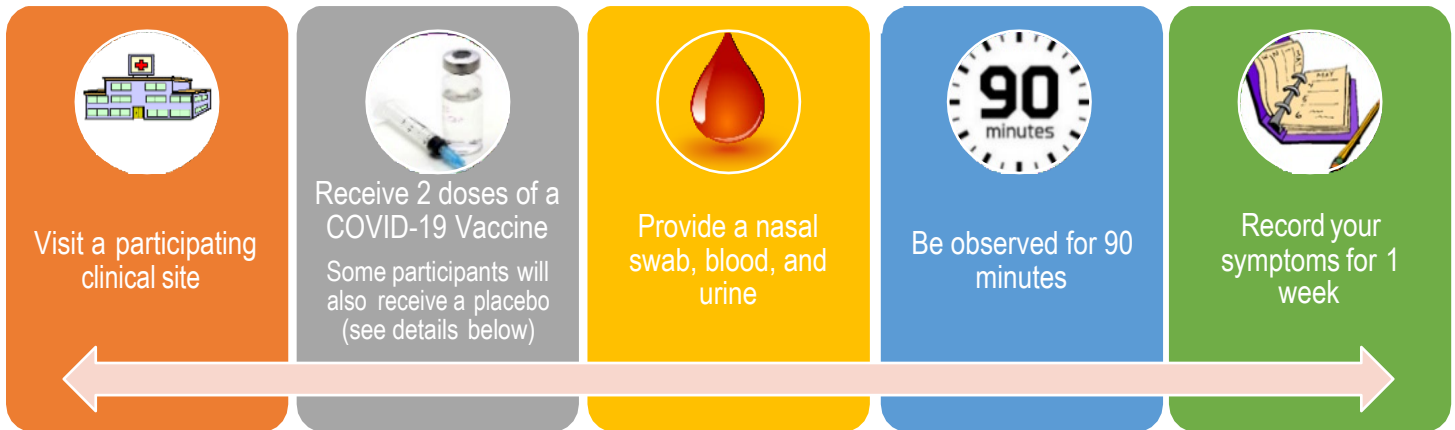 Visit a participating
clinical site
Receive 2 doses of a
COVID-19 Vaccine
Some participants will
also receive a placebo
(see details below)
Provide a nasal
swab, blood, and
urine
90
minutes
Be observed for 90
minutes
Record your
symptoms for 1
week